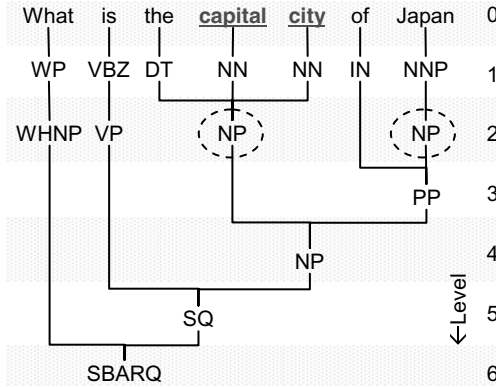 What is the capital city of Japan 0
WP VBZ DT NN NN IN NNP 1
WHNP VP NP NP 2
PP 3
NP 4
SQ 5
SBARQ 6
←Level